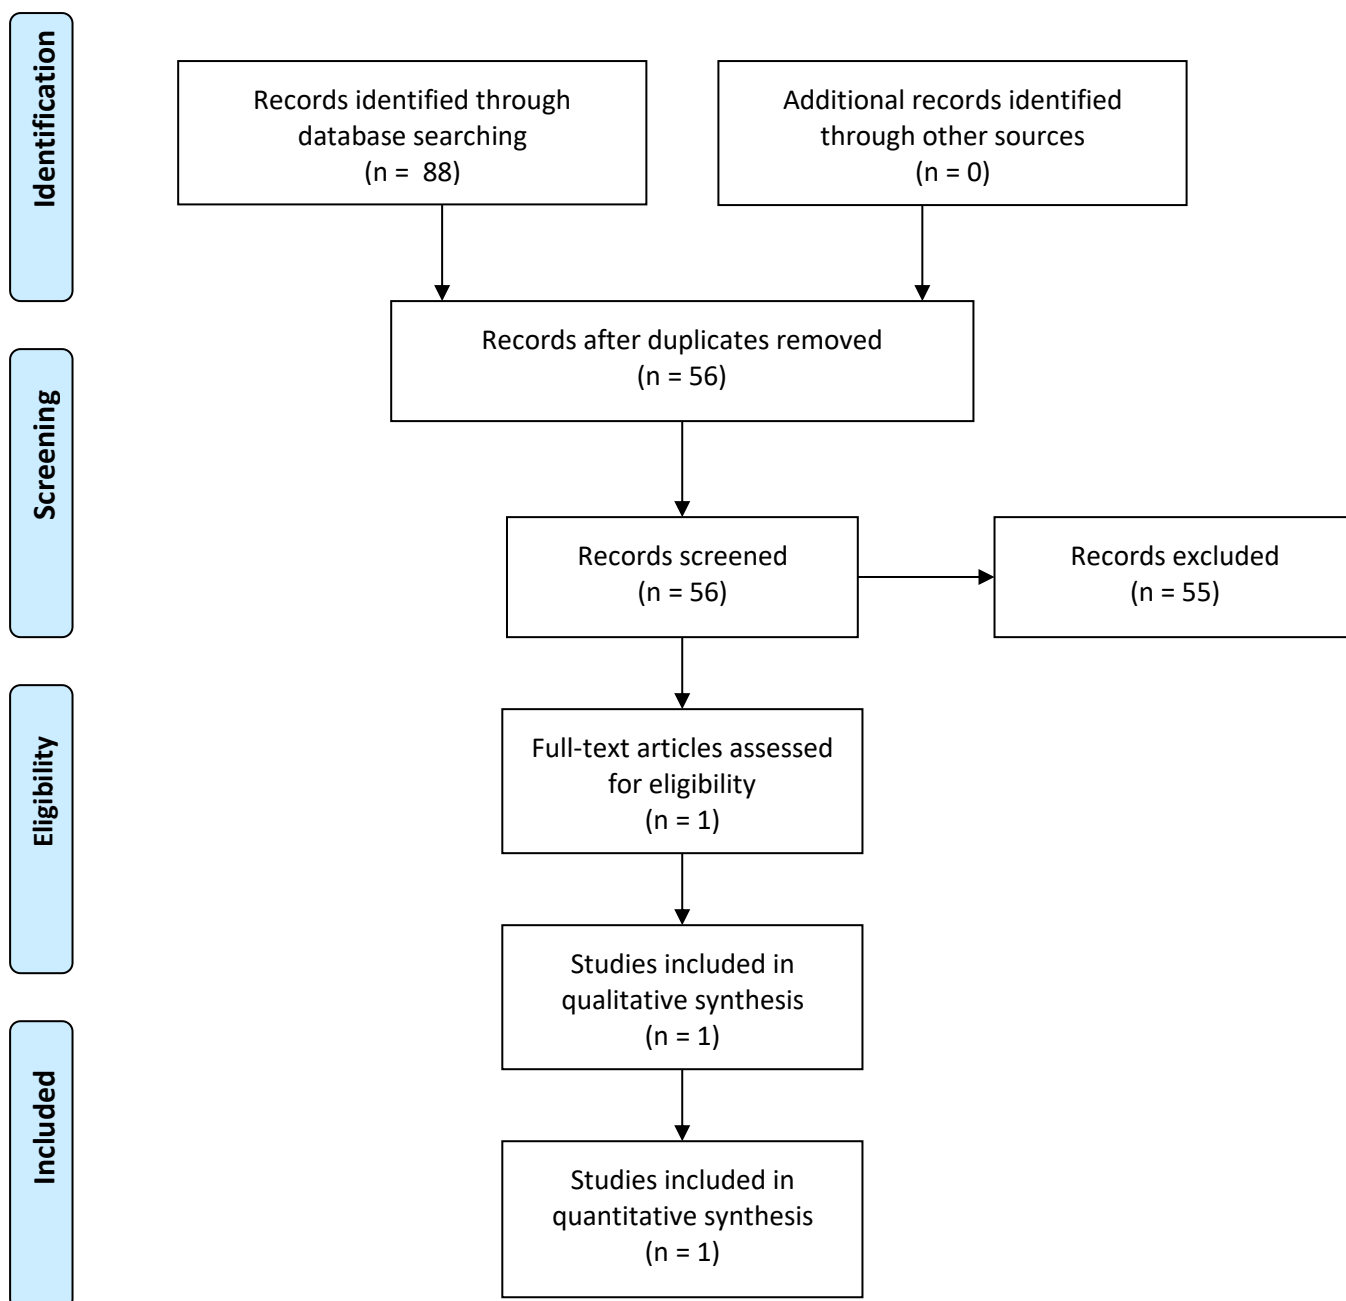 Identification
Records identified through
database searching
(n = 88)
Additional records identified
through other sources
(n = 0)
Records after duplicates removed
(n = 56)
Screening
Records screened
(n = 56)
Records excluded
(n = 55)
Eligibility
Full-text articles assessed
for eligibility
(n = 1)
Studies included in
qualitative synthesis
(n = 1)
Included
Studies included in
quantitative synthesis
(n = 1)